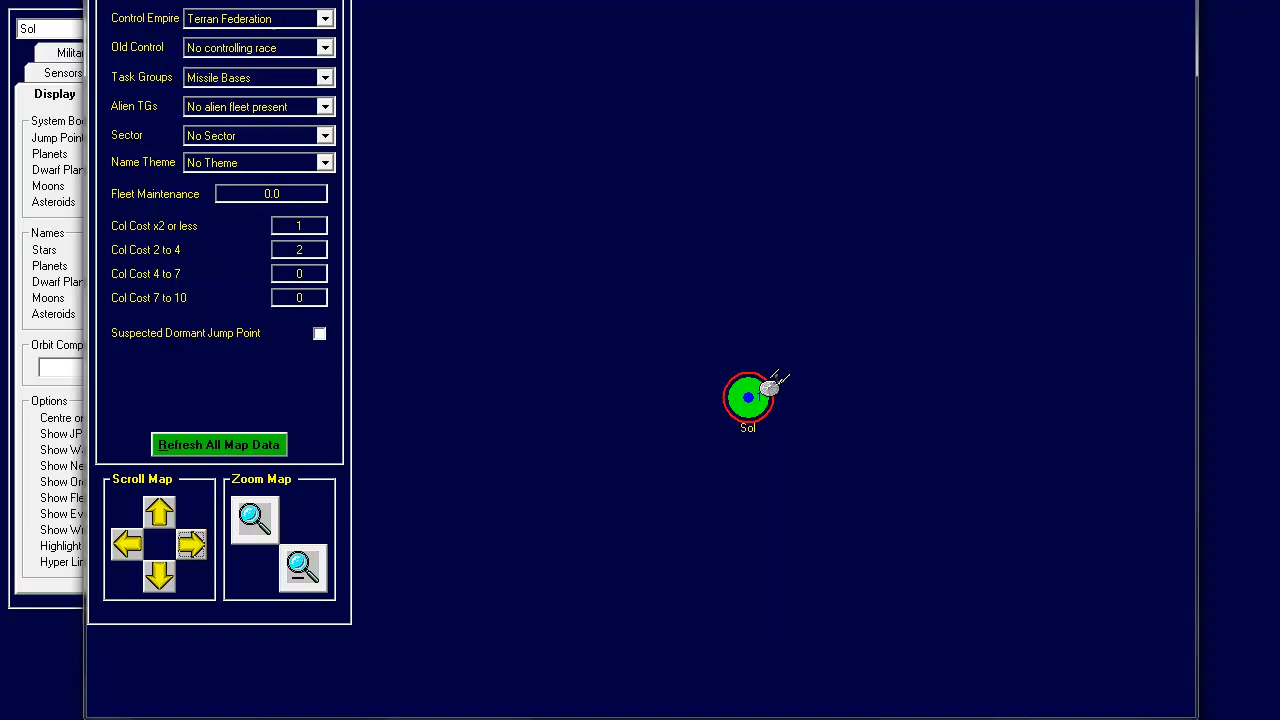 Sol
Display
System Bo
Jump Point
Planets
Dwarf Plan
Moons
Asteroids
Names
Stars
Planets
Dwarf Plan
Moons
Asteroids
Orbit Comp
Options
Centre or
Show JP
Show W
Show Ne
Show Or
Show Fle
Show Ev
Show W
Highlight
Hyper Lin
Militar
Sensors
Control Empire Terran Federation
Old Control No controlling race
Task Groups Missile Bases
Alien TGs No alien fleet present
Sector No Sector
Name Theme No Theme
Fleet Maintenance 0.0
Col Cost x2 or less 1
Col Cost 2 to 4 2
Col Cost 4 to 7 0
Col Cost 7 to 10 0
Suspected Dormant Jump Point
Refresh All Map Data
Scroll Map
Zoom Map
Sol